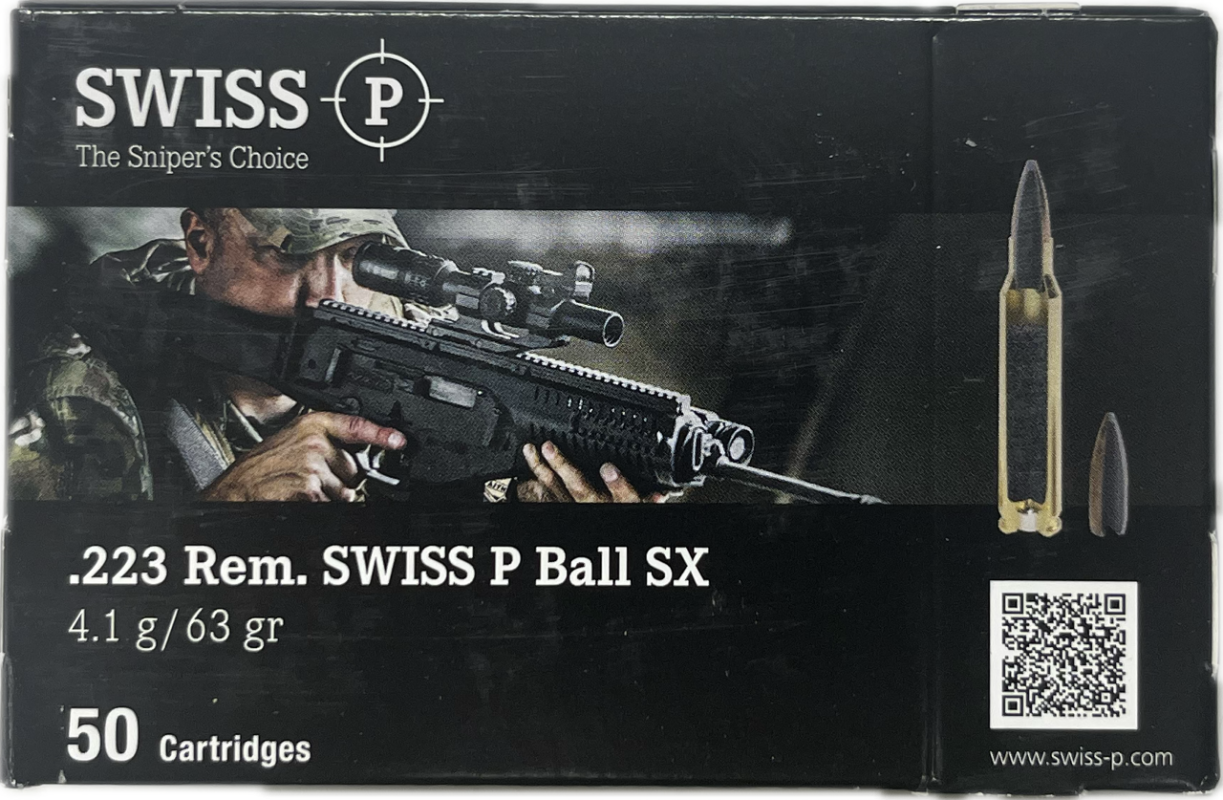 SWISS P
The Sniper's Choice
.223 Rem. SWISS P Ball SX
4.1 g/63 gr
50 Cartridges
www.swiss-p.com